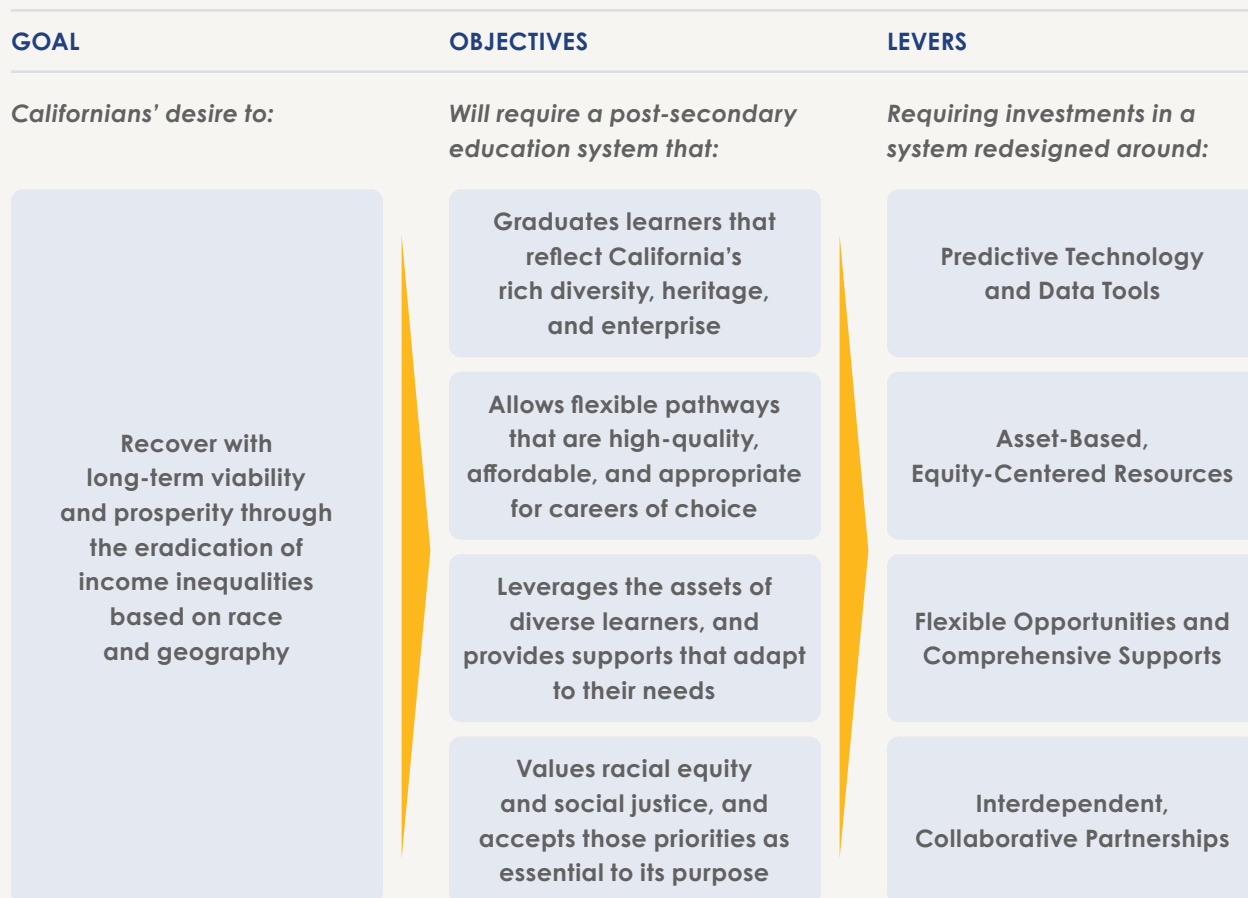 GOAL
OBJECTIVES
LEVERS
Californians’ desire to:
Will require a post-secondary
education system that:
Requiring investments in a
system redesigned around:
Recover with
long-term viability
and prosperity through
the eradication of
income inequalities
based on race
and geography
Graduates learners that
reflect California’s
rich diversity, heritage,
and enterprise
Allows flexible pathways
that are high-quality,
affordable, and appropriate
for careers of choice
Leverages the assets of
diverse learners, and
provides supports that adapt
to their needs
Values racial equity
and social justice, and
accepts those priorities as
essential to its purpose
Predictive Technology
and Data Tools
Asset-Based,
Equity-Centered Resources
Flexible Opportunities and
Comprehensive Supports
Interdependent,
Collaborative Partnerships